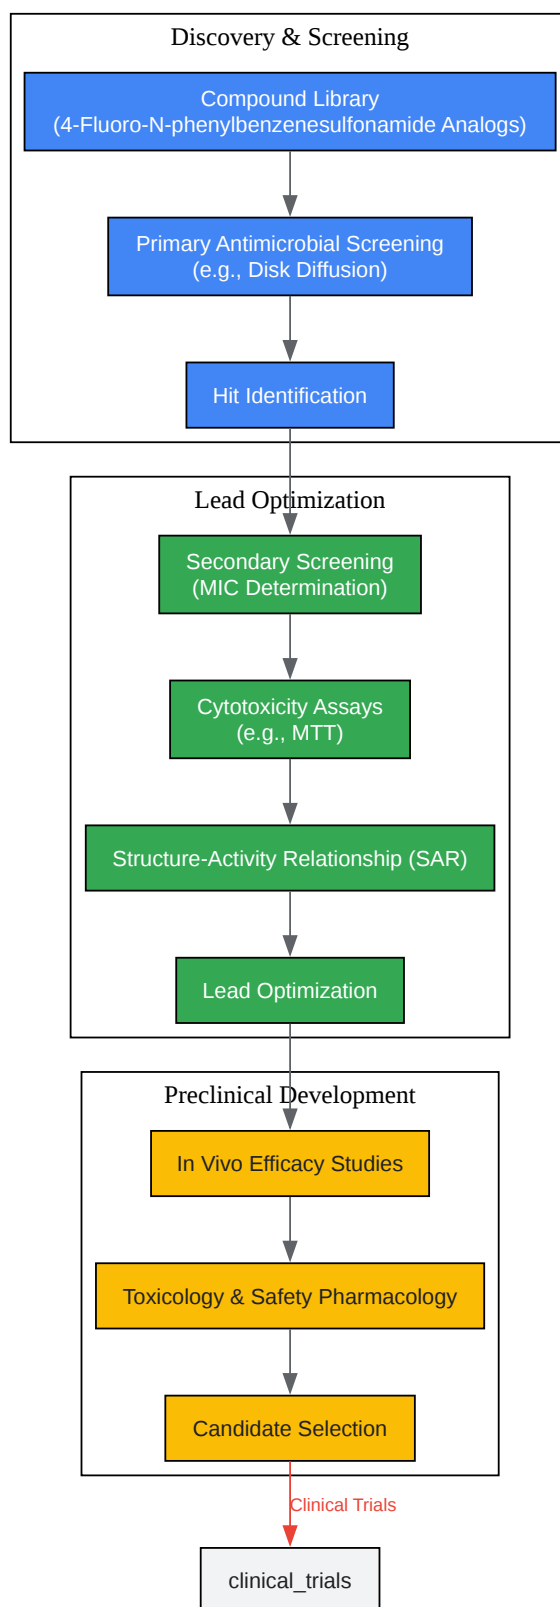 Discovery & Screening
Compound Library
(4-Fluoro-N-phenylbenzenesulfonamide Analogs)
Primary Antimicrobial Screening
(e.g., Disk Diffusion)
Hit Identification
Lead Optimization
Secondary Screening
(MIC Determination)
Cytotoxicity Assays
(e.g., MTT)
Structure-Activity Relationship (SAR)
Lead Optimization
Preclinical Development
In Vivo Efficacy Studies
Toxicology & Safety Pharmacology
Candidate Selection
Clinical Trials
clinical_trials